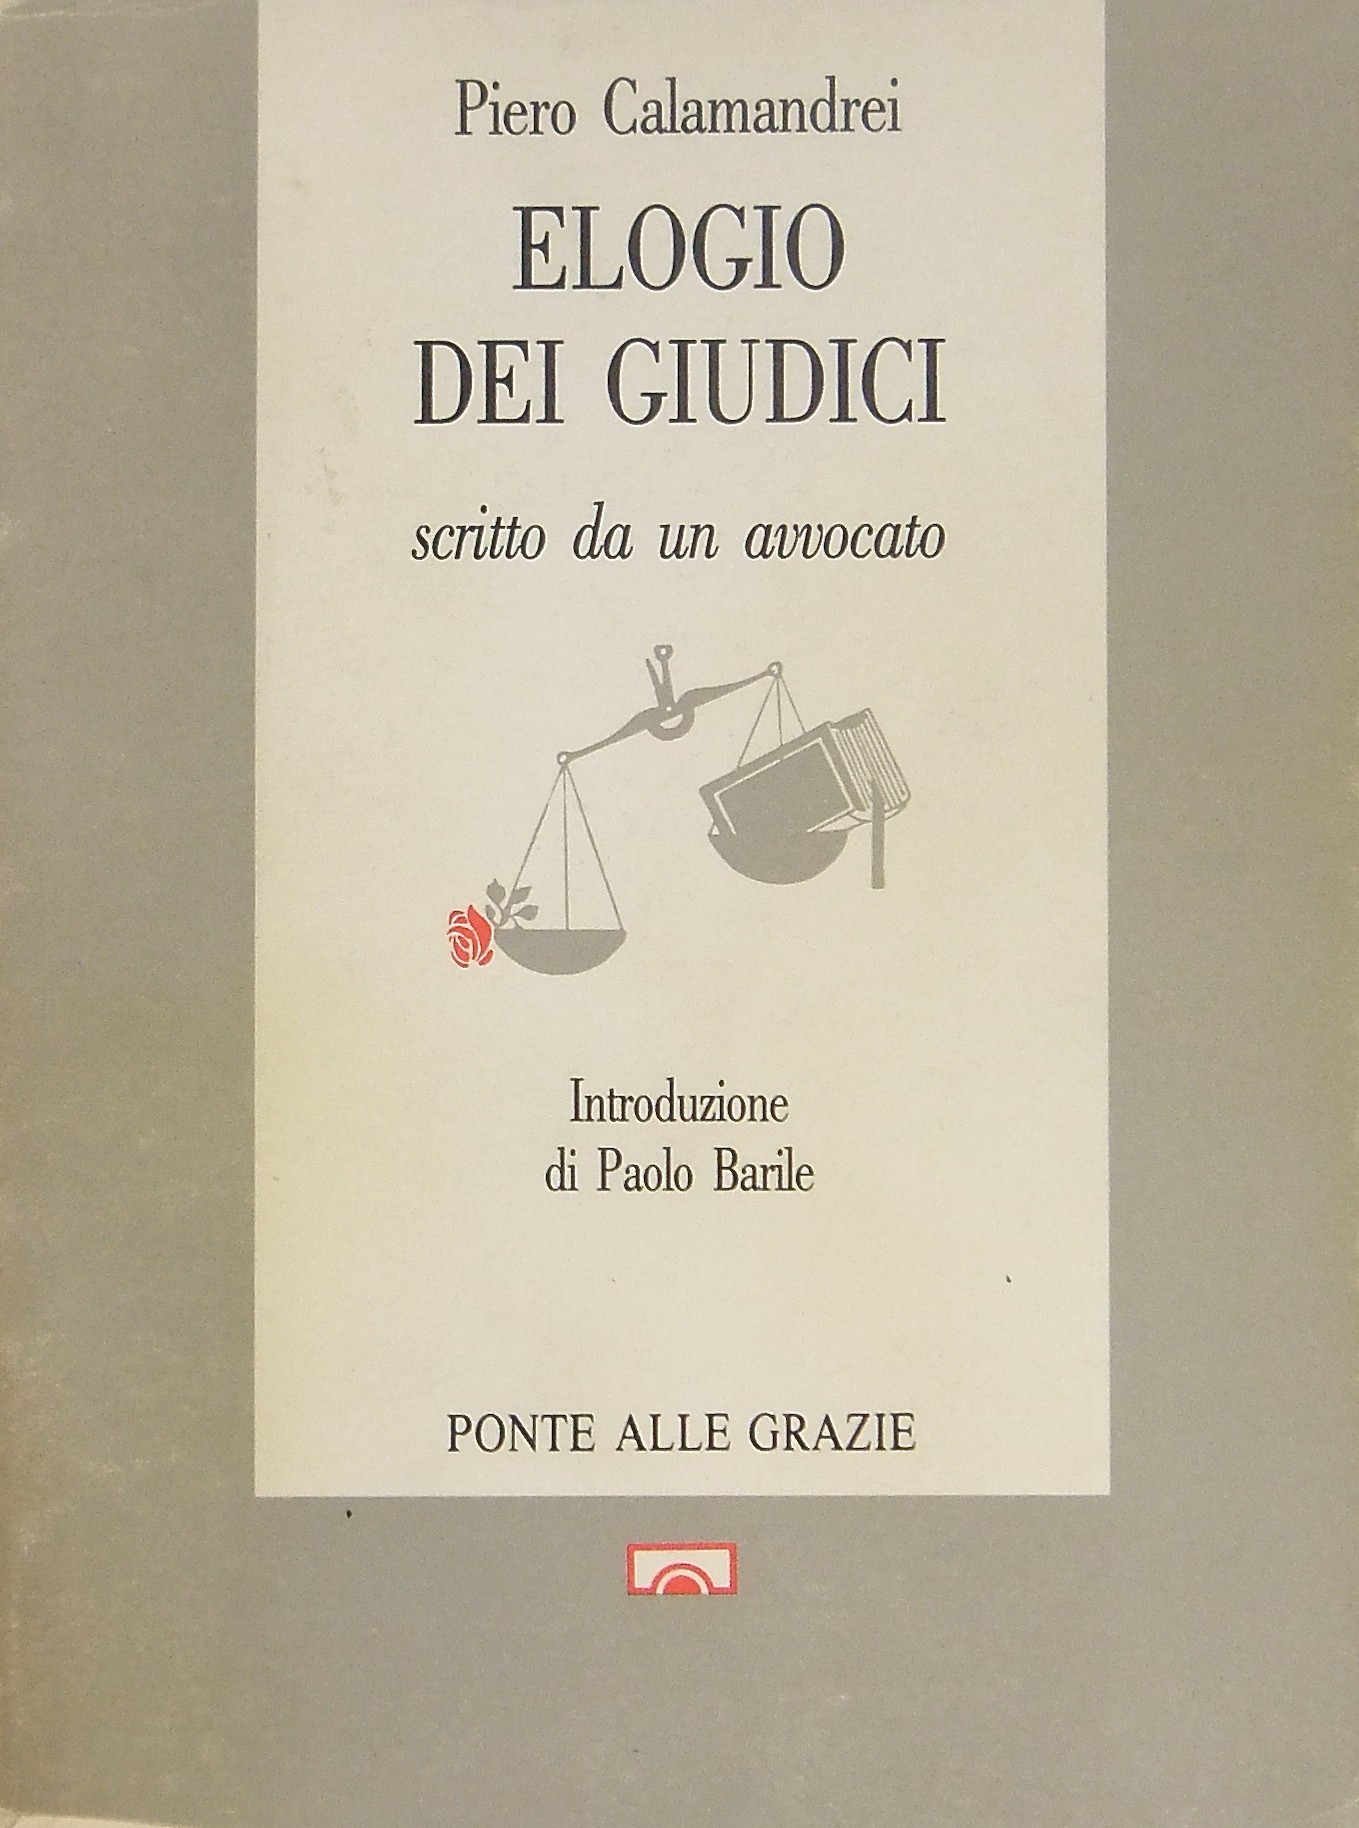 Piero Calamandrei
ELOGIO
DEI GIUDICI
scritto da un avvocato
Introduzione
di Paolo Barile
PONTE ALLE GRAZIE